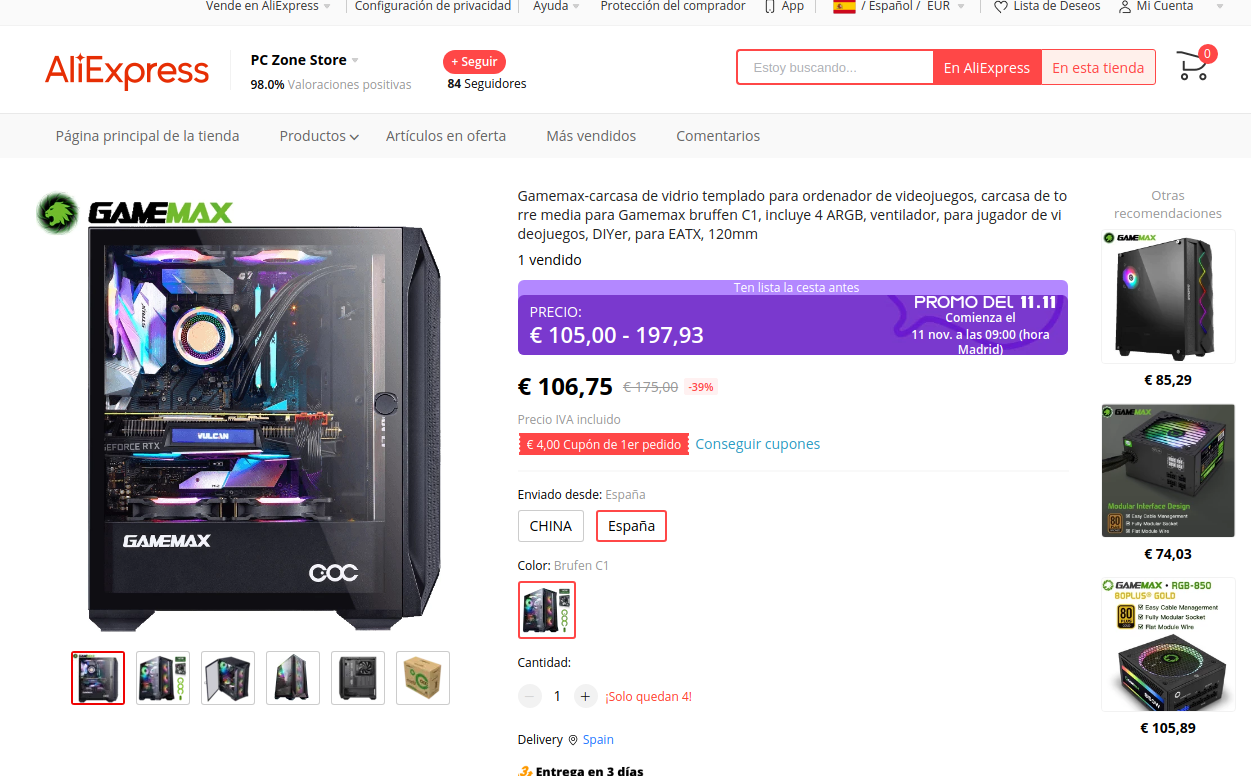 Vende en AliExpress
Configuración de privacidad
Ayuda
Protección del comprador
App
/ Español / EUR
Lista de Deseos
Mi Cuenta
AliExpress
PC Zone Store
98.0% Valoraciones positivas
+ Seguir
84 Seguidores
Estoy buscando...
En AliExpress
En esta tienda
0
Página principal de la tienda
Productos
Artículos en oferta
Más vendidos
Comentarios
GAMEMAX
STRIX
VULCAN
GEFORCE RTX
GAMEMAX
COC
Gamemax-carcasa de vidrio templado para ordenador de videojuegos, carcasa de to
rre media para Gamemax bruffen C1, incluye 4 ARGB, ventilador, para jugador de vi
deojuegos, DIYer, para EATX, 120mm
1 vendido
Ten lista la cesta antes
PRECIO:
€ 105,00 - 197,93
PROMO DEL 11.11
Comienza el
11 nov. a las 09:00 (hora
Madrid)
€ 106,75 € 175,00 -39%
Precio IVA incluido
€ 4,00 Cupón de 1er pedido Conseguir cupones
Enviado desde: España
CHINA
España
Color: Brufen C1
Cantidad:
1
+
¡Solo quedan 4!
Delivery Spain
Entrega en 3 días
Otras
recomendaciones
GAMEMAX
€ 85,29
GAMEMAX
Modular Interface Design
80
Easy Cable Management
Fully Modular Socket
Flat Module Wire
€ 74,03
GAMEMAX • RGB-850
80PLUS® GOLD
80
Easy Cable Management
Fully Modular Socket
Flat Module Wire
€ 105,89